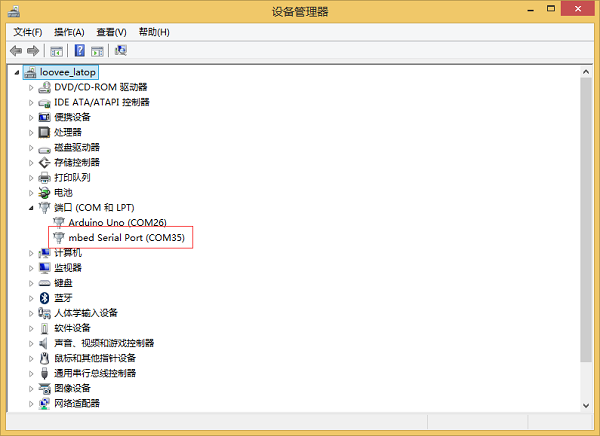 设备管理器
文件(F) 操作(A) 查看(V) 帮助(H)
loovee_latop
DVD/CD-ROM 驱动器
IDE ATA/ATAPI 控制器
便携设备
处理器
磁盘驱动器
存储控制器
打印队列
电池
端口 (COM 和 LPT)
Arduino Uno (COM26)
mbed Serial Port (COM35)
计算机
监视器
键盘
蓝牙
人体学输入设备
软件设备
声音、视频和游戏控制器
鼠标和其他指针设备
通用串行总线控制器
图像设备
网络适配器